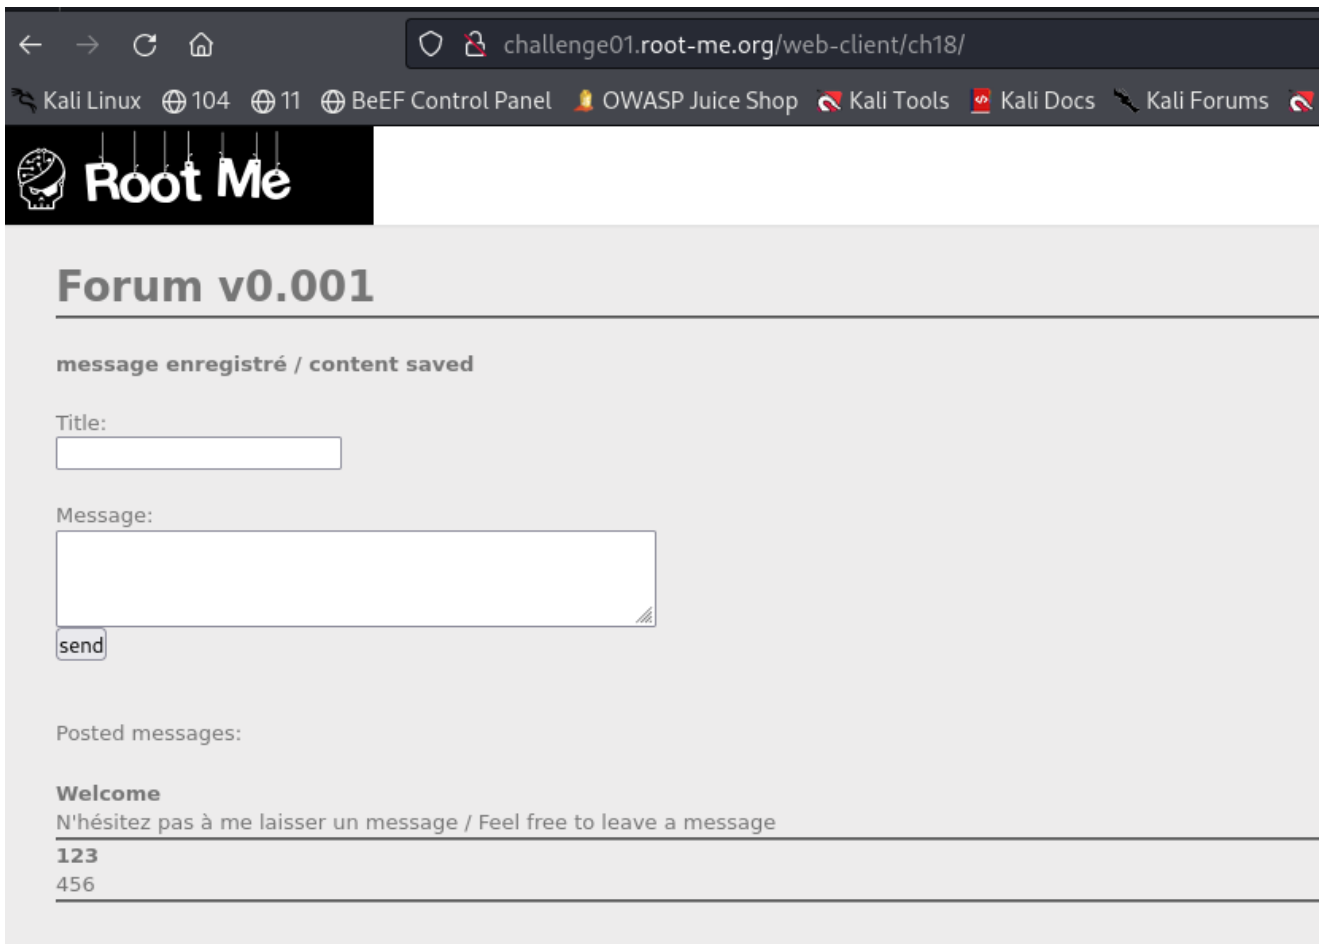 challenge01.root-me.org/web-client/ch18/
Kali Linux 104 11 BeEF Control Panel OWASP Juice Shop Kali Tools Kali Docs Kali Forums
Root Me
Forum v0.001
message enregistré / content saved
Title:
Message:
send
Posted messages:
Welcome
N'hésitez pas à me laisser un message / Feel free to leave a message
123
456